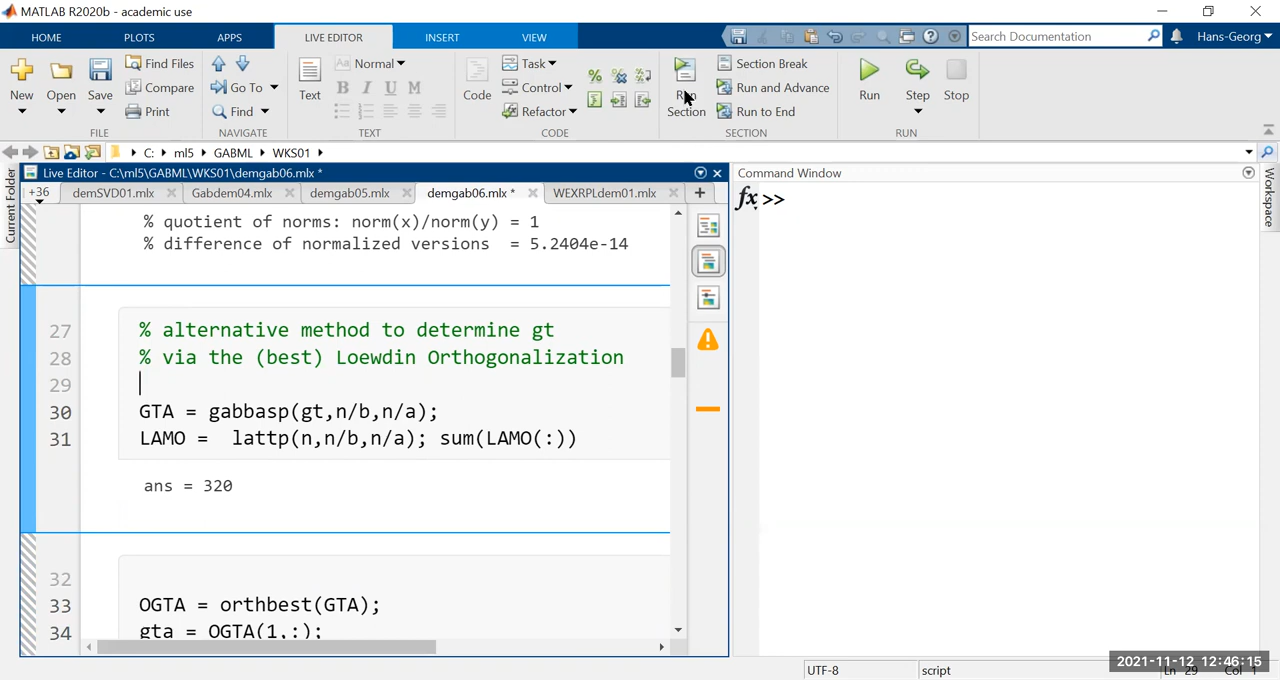 MATLAB R2020b - academic use
HOME PLOTS APPS LIVE EDITOR INSERT VIEW Search Documentation Hans-Georg
New Open Save Find Files Compare Print
FILE
Go To Find
NAVIGATE
Text Aa Normal B I U M
TEXT
Code Task Control Refactor
CODE
Run Section Section Break Run and Advance Run to End
SECTION
Run Step Stop
RUN
C: ml5 GABML WKS01
Current Folder
Live Editor - C:\ml5\GABML\WKS01\demgab06.mlx *
+36 demSVD01.mlx Gabdem04.mlx demgab05.mlx demgab06.mlx * WEXRPLdem01.mlx +
% quotient of norms: norm(x)/norm(y) = 1
% difference of normalized versions = 5.2404e-14
27 % alternative method to determine gt
28 % via the (best) Loewdin Orthogonalization
29
30 GTA = gabbasp(gt,n/b,n/a);
31 LAMO = lattp(n,n/b,n/a); sum(LAMO(:))
ans = 320
32
33 OGTA = orthbest(GTA);
34 gta = OGTA(1,:);
Command Window
fx >>
Workspace
UTF-8 script Ln 29 Col 1
2021-11-12 12:46:15